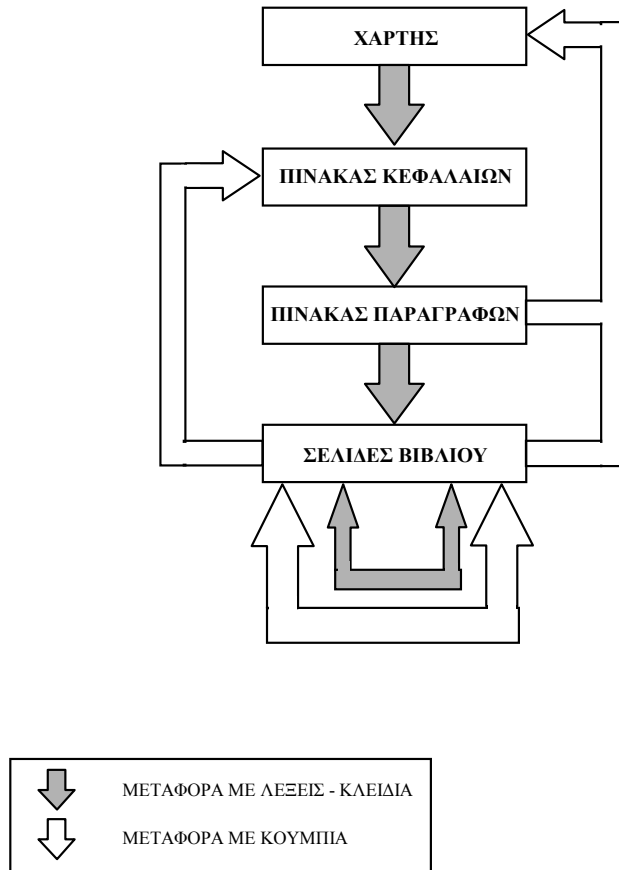 ΧΑΡΤΗΣ
ΠΙΝΑΚΑΣ ΚΕΦΑΛΑΙΩΝ
ΠΙΝΑΚΑΣ ΠΑΡΑΓΡΑΦΩΝ
ΣΕΛΙΔΕΣ ΒΙΒΛΙΟΥ
ΜΕΤΑΦΟΡΑ ΜΕ ΛΕΞΕΙΣ - ΚΛΕΙΔΙΑ
ΜΕΤΑΦΟΡΑ ΜΕ ΚΟΥΜΠΙΑ